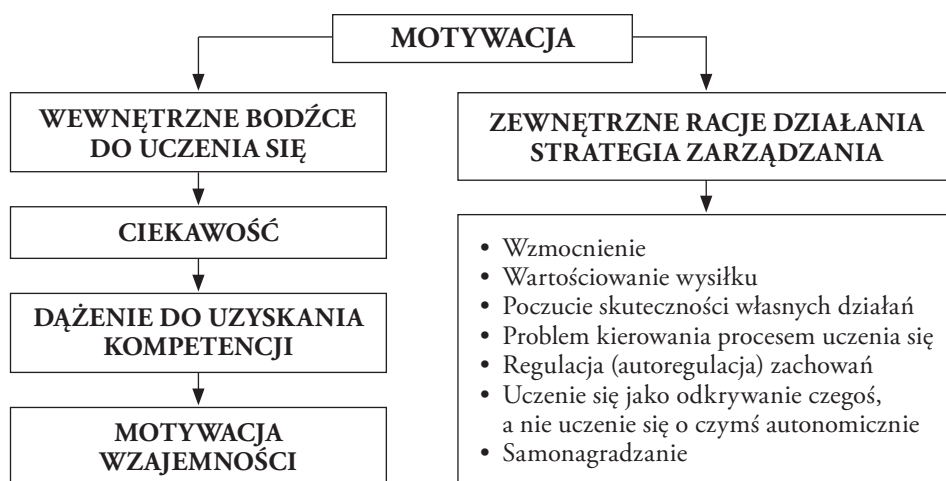 MOTYWACJA
WEWNĘTRZNE BODŹCE
DO UCZENIA SIĘ
CIEKAWOŚĆ
DĄŻENIE DO UZYSKANIA
KOMPETENCJI
MOTYWACJA
WZAJEMNOŚCI
ZEWNĘTRZNE RACJE DZIAŁANIA
STRATEGIA ZARZĄDZANIA
• Wzmocnienie
• Wartościowanie wysiłku
• Poczucie skuteczności własnych działań
• Problem kierowania procesem uczenia się
• Regulacja (autoregulacja) zachowań
• Uczenie się jako odkrywanie czegoś,
a nie uczenie się o czymś autonomicznie
• Samonagradzanie